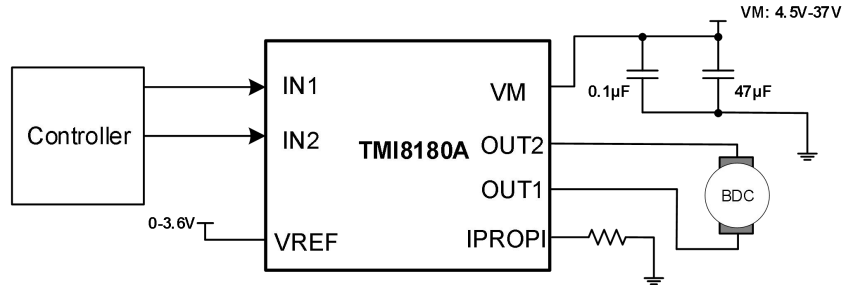 VM: 4.5V-37V
Controller
IN1
IN2
VREF
0-3.6V
TMI8180A
VM
OUT2
OUT1
IPROPI
0.1µF
47µF
BDC